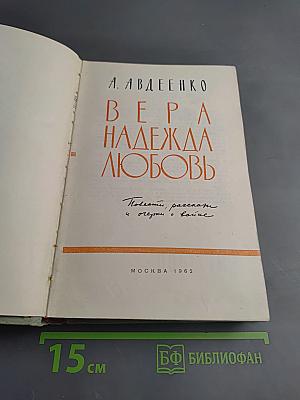 А. АВДЕЕНКО
ВЕРА
НАДЕЖДА
ЛЮБОВЬ
Повести, рассказы
и очерки о войне
МОСКВА 1962
15 см
БФ БИБЛИОФАН